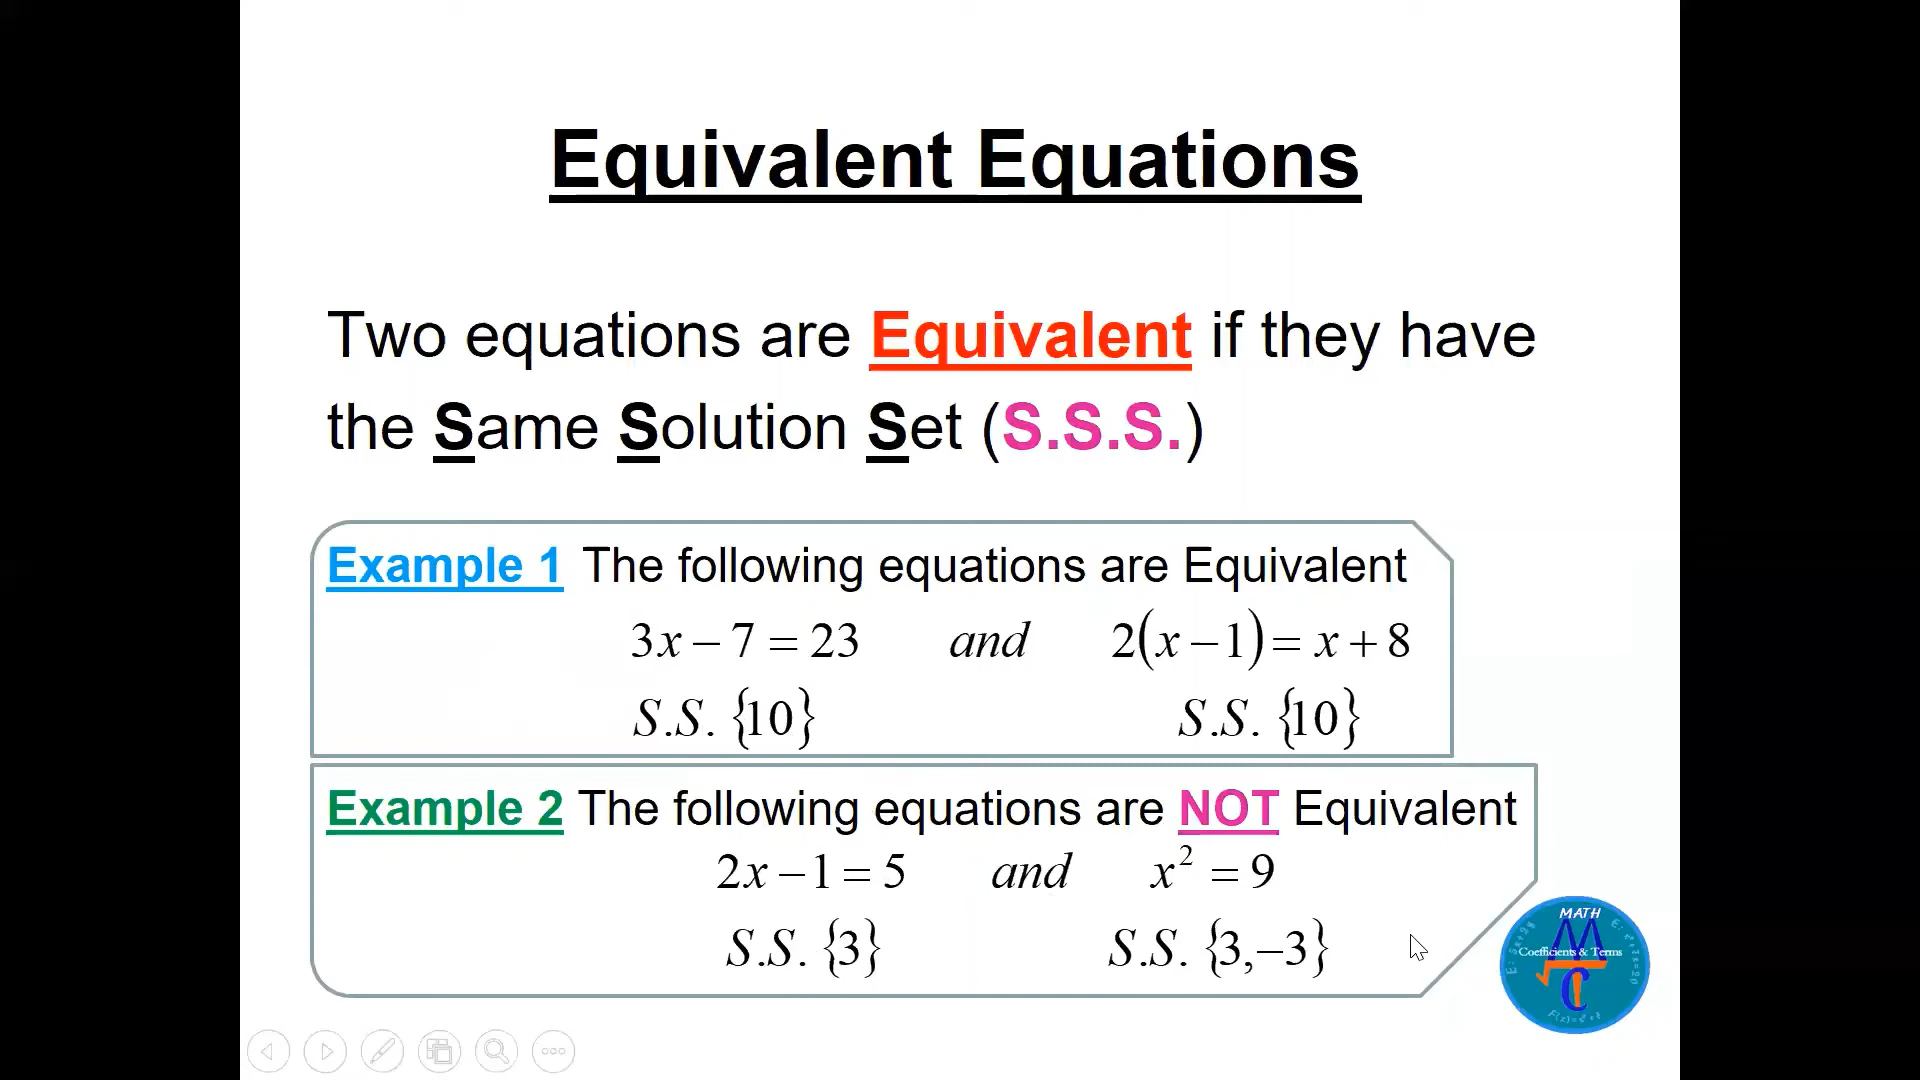 Equivalent Equations
Two equations are Equivalent if they have
the Same Solution Set (S.S.S.)
Example 1 The following equations are Equivalent
3x − 7 = 23 and 2(x − 1) = x + 8
S.S. {10} S.S. {10}
Example 2 The following equations are NOT Equivalent
2x − 1 = 5 and x² = 9
S.S. {3} S.S. {3,−3}
MATH
Coefficients & Terms